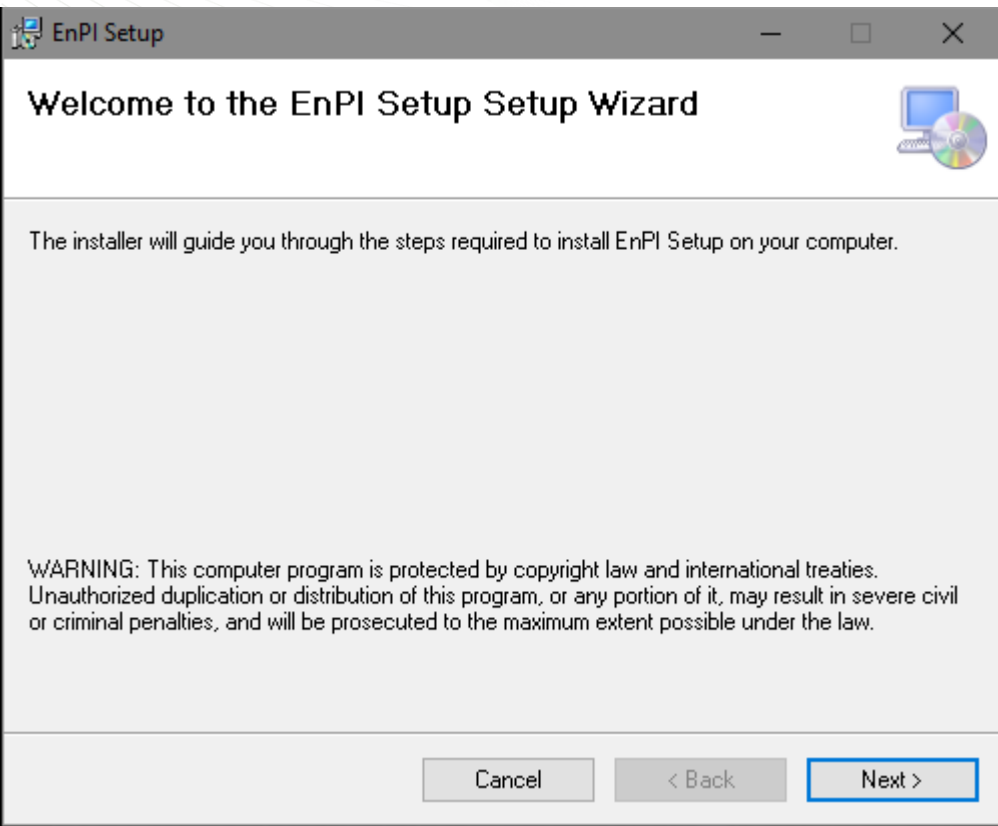 EnPI Setup
Welcome to the EnPI Setup Setup Wizard
The installer will guide you through the steps required to install EnPI Setup on your computer.
WARNING: This computer program is protected by copyright law and international treaties.
Unauthorized duplication or distribution of this program, or any portion of it, may result in severe civil
or criminal penalties, and will be prosecuted to the maximum extent possible under the law.
Cancel
< Back
Next >